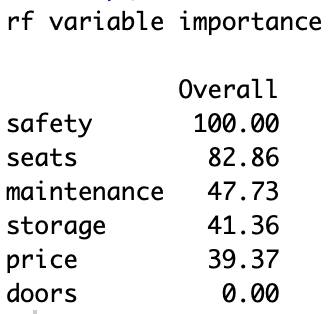 rf variable importance
Overall
safety 100.00
seats 82.86
maintenance 47.73
storage 41.36
price 39.37
doors 0.00